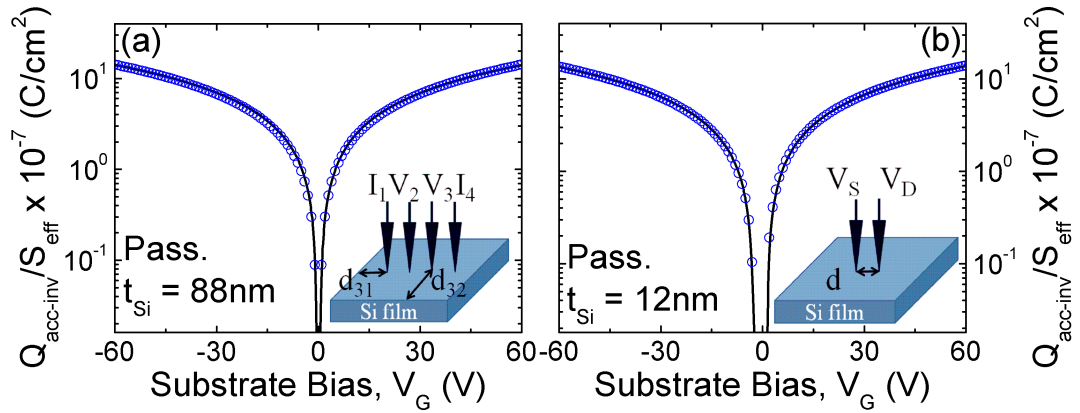 (a)
Q_acc-inv/S_eff x 10^-7 (C/cm^2)
10^1
10^0
10^-1
I_1 V_2 V_3 I_4
d_31
d_32
Si film
Pass.
t_Si = 88nm
-60 -30 0 30 60
Substrate Bias, V_G (V)
(b)
Q_acc-inv/S_eff x 10^-7 (C/cm^2)
10^1
10^0
10^-1
V_S V_D
d
Si film
Pass.
t_Si = 12nm
-60 -30 0 30 60
Substrate Bias, V_G (V)